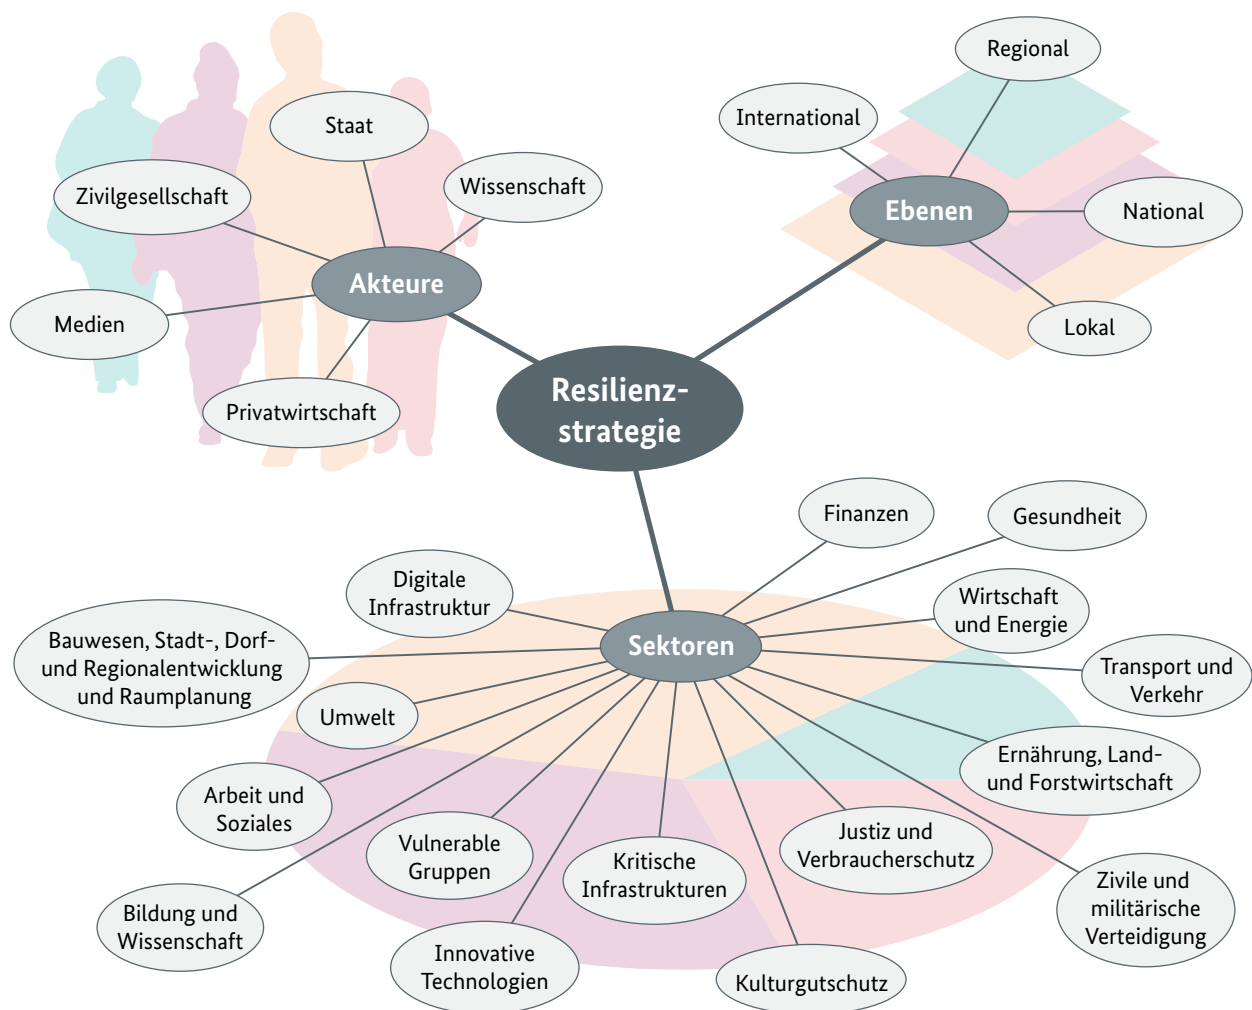 Regional
International
Staat
Wissenschaft
Zivilgesellschaft
Ebenen
National
Akteure
Medien
Lokal
Privatwirtschaft
Resilienz-
strategie
Finanzen
Gesundheit
Digitale
Infrastruktur
Wirtschaft
und Energie
Bauwesen, Stadt-, Dorf-
und Regionalentwicklung
und Raumplanung
Sektoren
Transport und
Verkehr
Umwelt
Ernährung, Land-
und Forstwirtschaft
Arbeit und
Soziales
Vulnerable
Gruppen
Kritische
Infrastrukturen
Justiz und
Verbraucherschutz
Zivile und
militärische
Verteidigung
Bildung und
Wissenschaft
Innovative
Technologien
Kulturgutschutz